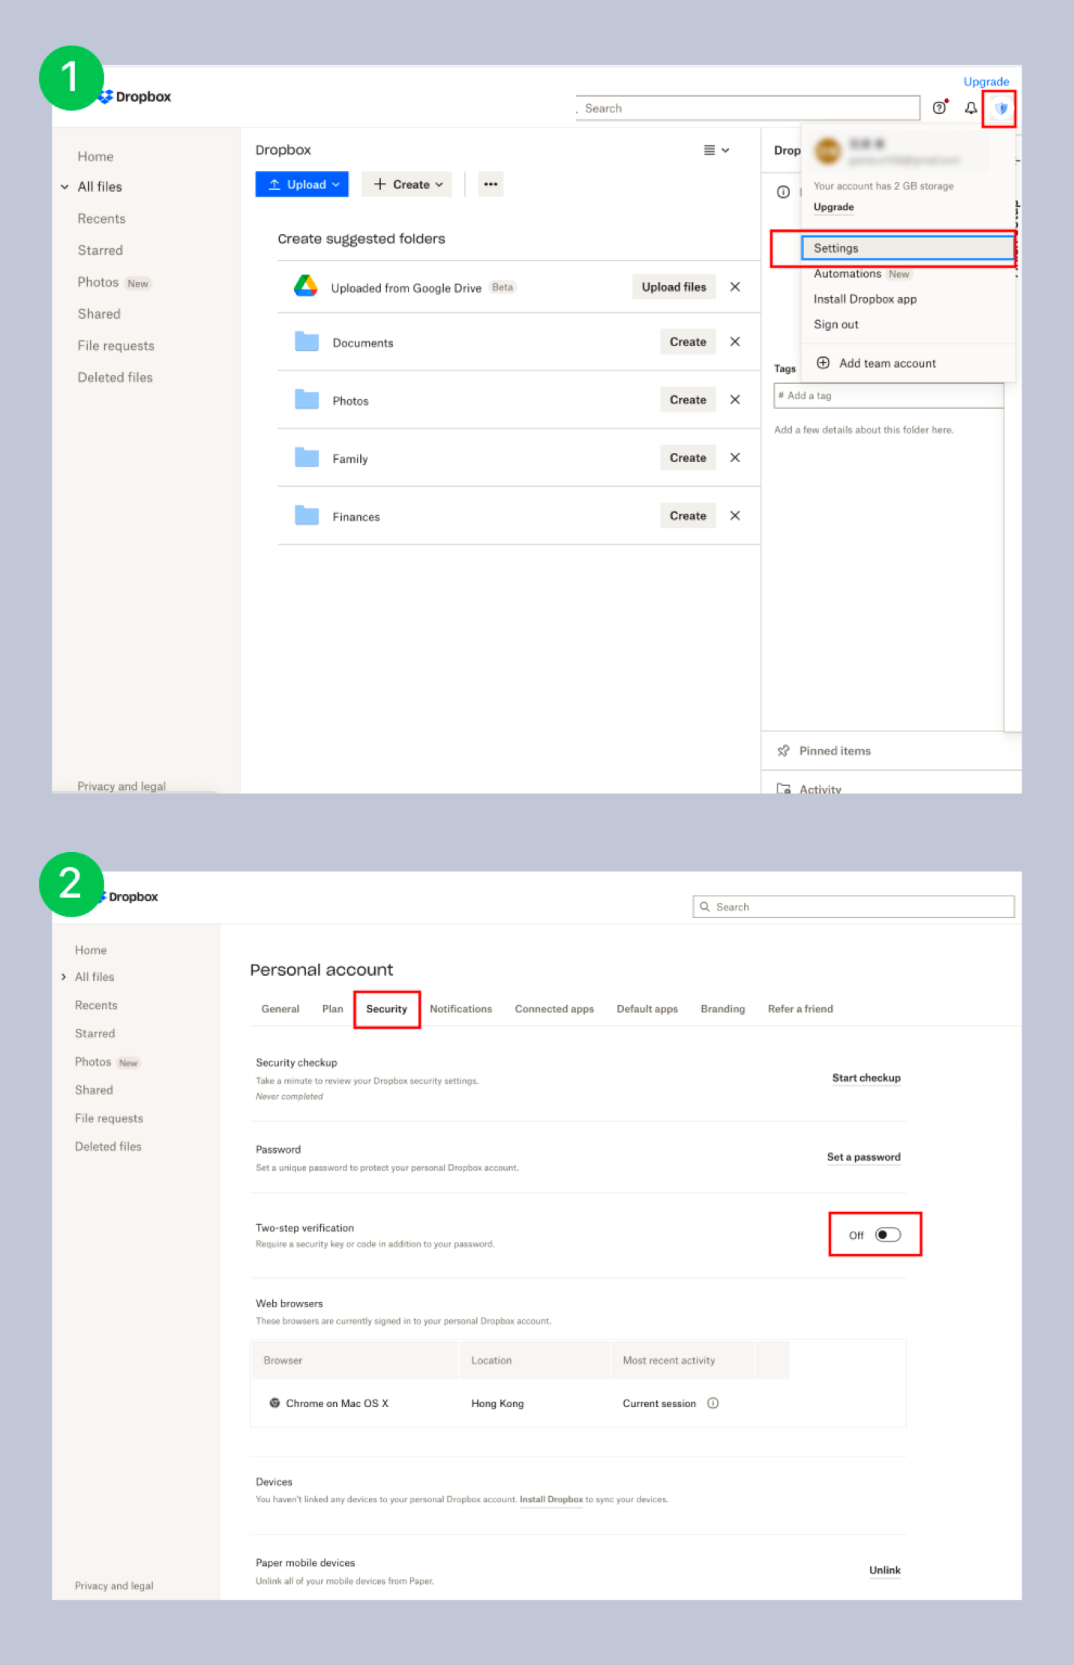 1
Dropbox
Upgrade
Search
Home
All files
Recents
Starred
Photos New
Shared
File requests
Deleted files
Privacy and legal
Dropbox
Upload
Create
Create suggested folders
Uploaded from Google Drive Beta
Upload files
Documents
Create
Photos
Create
Family
Create
Finances
Create
Drop
Your account has 2 GB storage
Upgrade
Settings
Automations New
Install Dropbox app
Sign out
Add team account
Tags
# Add a tag
Add a few details about this folder here.
Pinned items
Activity
2
Dropbox
Search
Home
All files
Recents
Starred
Photos New
Shared
File requests
Deleted files
Privacy and legal
Personal account
General Plan Security Notifications Connected apps Default apps Branding Refer a friend
Security checkup
Take a minute to review your Dropbox security settings.
Never completed
Start checkup
Password
Set a unique password to protect your personal Dropbox account.
Set a password
Two-step verification
Require a security key or code in addition to your password.
Off
Web browsers
These browsers are currently signed in to your personal Dropbox account.
Browser Location Most recent activity
Chrome on Mac OS X Hong Kong Current session
Devices
You haven't linked any devices to your personal Dropbox account. Install Dropbox to sync your devices.
Paper mobile devices
Unlink all of your mobile devices from Paper.
Unlink